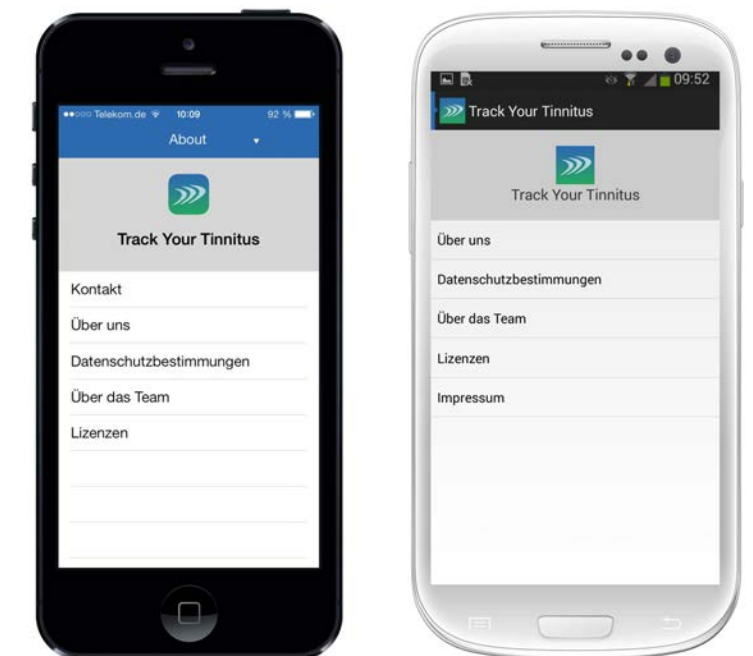 Telekom.de 10:09 92 %
About
Track Your Tinnitus
Kontakt
Über uns
Datenschutzbestimmungen
Über das Team
Lizenzen
09:52
Track Your Tinnitus
Track Your Tinnitus
Über uns
Datenschutzbestimmungen
Über das Team
Lizenzen
Impressum